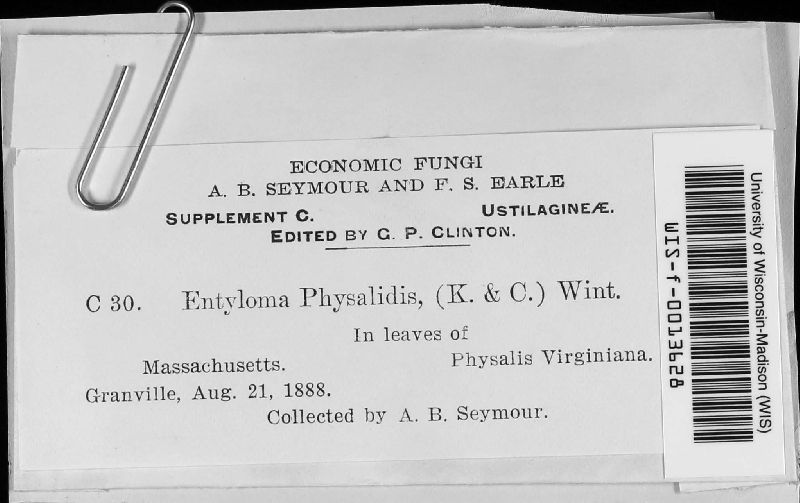 ECONOMIC FUNGI
A. B. SEYMOUR AND F. S. EARLE
SUPPLEMENT C. USTILAGINEÆ.
EDITED BY G. P. CLINTON.
C 30. Entyloma Physalidis, (K. & C.) Wint.
In leaves of
Massachusetts. Physalis Virginiana.
Granville, Aug. 21, 1888.
Collected by A. B. Seymour.
University of Wisconsin-Madison (WIS)
WIS-f-0013928